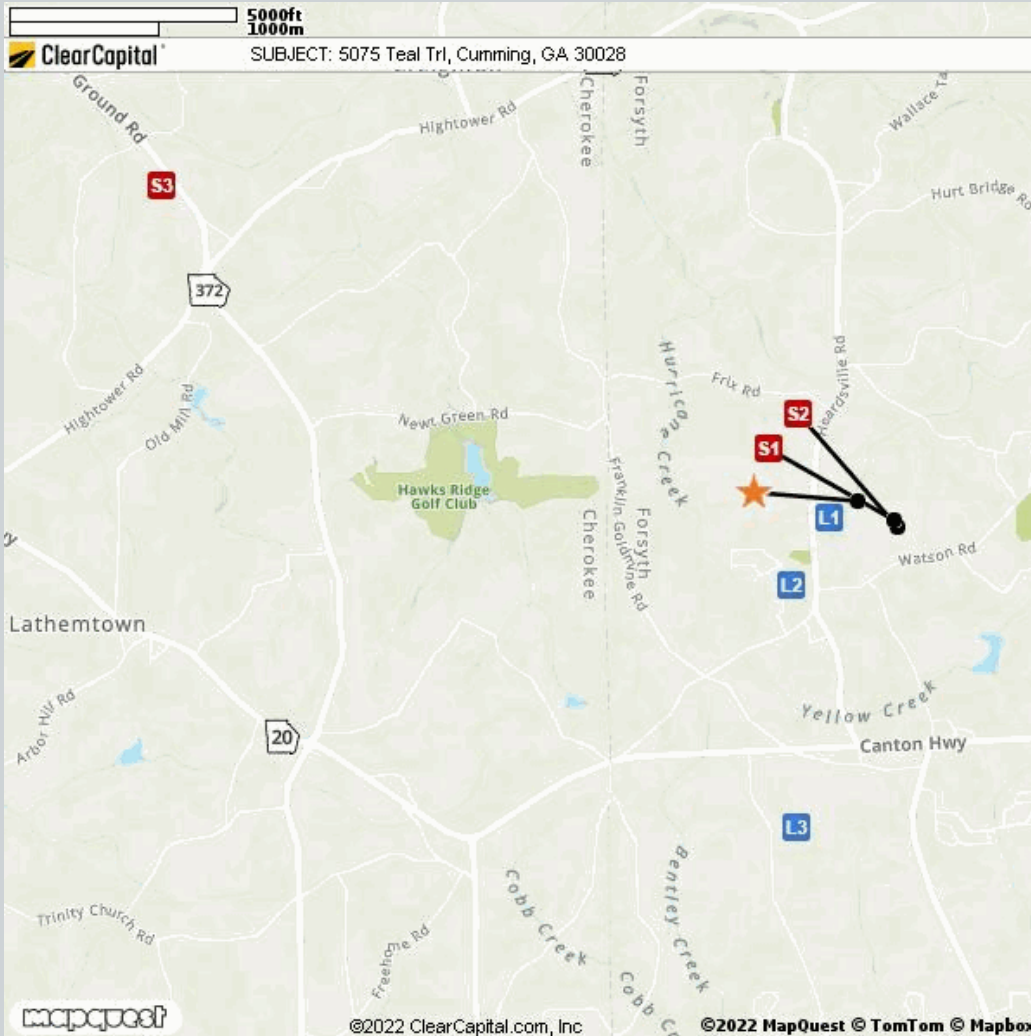 5000ft
1000m
ClearCapital
SUBJECT: 5075 Teal Trl, Cumming, GA 30028
Ground Rd
Hightower Rd
Cherokee
Forsyth
Hurt Bridge Rd
S3
372
Hightower Rd
Old Mill Rd
Newt Green Rd
Hawks Ridge
Golf Club
Hurricane Creek
Frix Rd
Heardsville Rd
S2
S1
L1
L2
Franklin Goldmine Rd
Cherokee
Forsyth
Watson Rd
Lathemtown
Arbor Hill Rd
20
Yellow Creek
Canton Hwy
L3
Trinity Church Rd
Freehome Rd
Cobb Creek
Bentley Creek
Cobb
mapquest
©2022 ClearCapital.com, Inc
©2022 MapQuest © TomTom © Mapbox